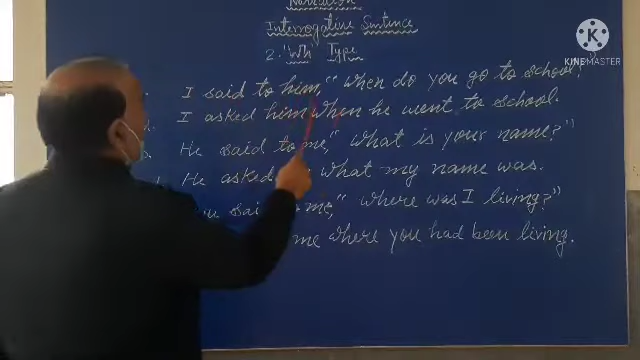 Narration
Interrogative Sentence
2. "Wh" Type
I said to him, "When do you go to school?
I asked him when he went to school.
He said to me, "What is your name?"
He asked what my name was.
said to me, "Where was I living?"
me where you had been living.
KINEMASTER